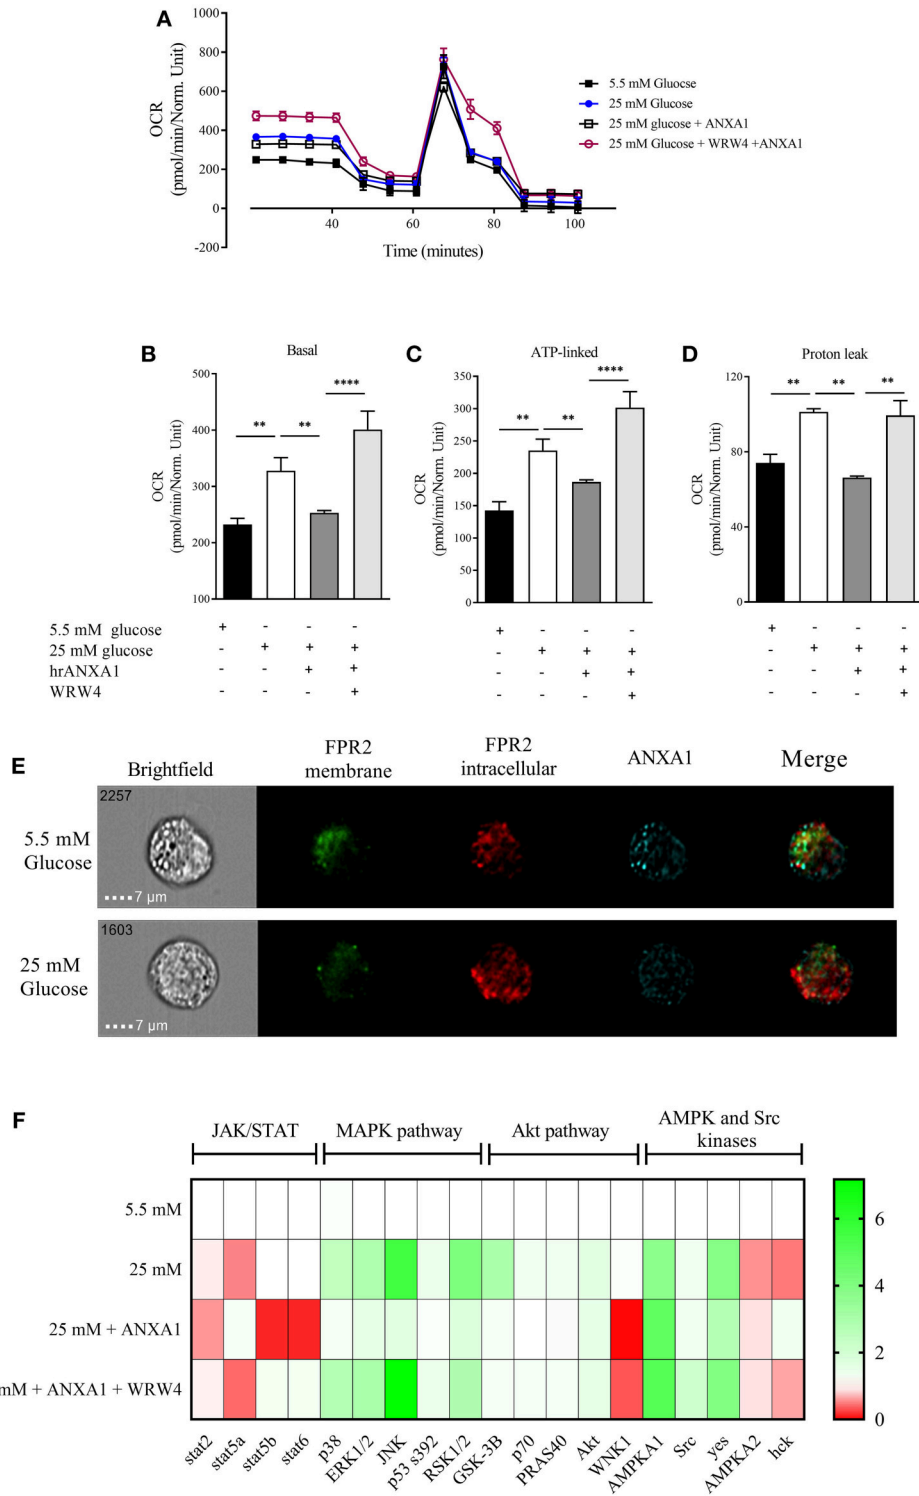 A
1000
800
600
400
200
0
-200
OCR
(pmol/min/Norm. Unit)
40
60
80
100
Time (minutes)
5.5 mM Gluocse
25 mM Glucose
25 mM glucose + ANXA1
25 mM Glucose + WRW4 +ANXA1
B
Basal
500
400
300
200
100
OCR
(pmol/min/Norm. Unit)
**
**
****
C
ATP-linked
350
300
250
200
150
100
50
0
OCR
(pmol/min/Norm. Unit)
**
**
****
D
Proton leak
120
80
40
0
OCR
(pmol/min/Norm. Unit)
**
**
**
5.5 mM glucose + - - - + - - - + - - -
25 mM glucose - + + + - + + + - + + +
hrANXA1 - - + + - - + + - - + +
WRW4 - - - + - - - + - - - +
E
Brightfield
FPR2
membrane
FPR2
intracellular
ANXA1
Merge
5.5 mM
Glucose
2257
7 µm
25 mM
Glucose
1603
7 µm
F
JAK/STAT
MAPK pathway
Akt pathway
AMPK and Src
kinases
5.5 mM
25 mM
25 mM + ANXA1
mM + ANXA1 + WRW4
6
4
2
0
stat2
stat5a
stat5b
stat6
p38
ERK1/2
JNK
p53 s392
RSK1/2
GSK-3B
p70
PRAS40
Akt
WNK1
AMPKA1
Src
yes
AMPKA2
hck